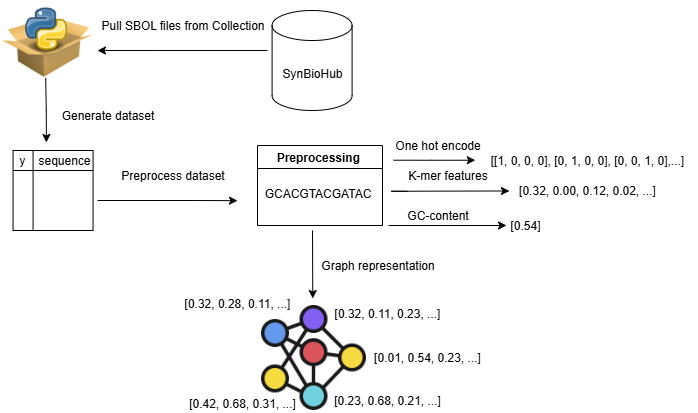 Pull SBOL files from Collection
SynBioHub
Generate dataset
y sequence
Preprocess dataset
Preprocessing
GCACGTACGATAC
One hot encode
[[1, 0, 0, 0], [0, 1, 0, 0], [0, 0, 1, 0],...]
K-mer features
[0.32, 0.00, 0.12, 0.02, ...]
GC-content
[0.54]
Graph representation
[0.32, 0.28, 0.11, ...]
[0.32, 0.11, 0.23, ...]
[0.01, 0.54, 0.23, ...]
[0.42, 0.68, 0.31, ...]
[0.23, 0.68, 0.21, ...]